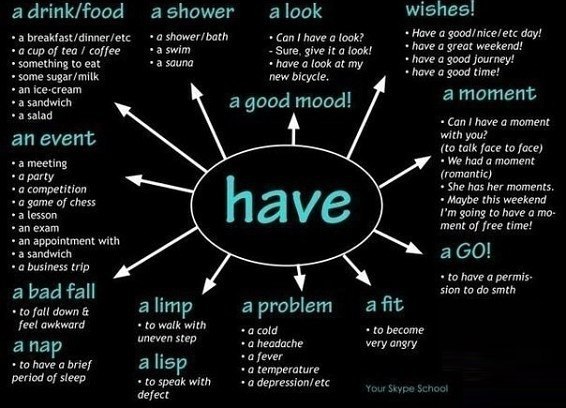 a drink/food
• a breakfast/dinner/etc
• a cup of tea / coffee
• something to eat
• some sugar/milk
• an ice-cream
• a sandwich
• a salad
a shower
• a shower/bath
• a swim
• a sauna
a look
• Can I have a look?
- Sure, give it a look!
• have a look at my
new bicycle.
wishes!
• Have a good/nice/etc day!
• have a great weekend!
• have a good journey!
• have a good time!
a good mood!
a moment
• Can I have a moment
with you?
(to talk face to face)
• We had a moment
(romantic)
• She has her moments.
• Maybe this weekend
I'm going to have a mo-
ment of free time!
an event
• a meeting
• a party
• a competition
• a game of chess
• a lesson
• an exam
• an appointment with
• a sandwich
• a business trip
have
a GO!
• to have a permis-
sion to do smth
a bad fall
• to fall down &
feel awkward
a nap
• to have a brief
period of sleep
a limp
• to walk with
uneven step
a lisp
• to speak with
defect
a problem
• a cold
• a headache
• a fever
• a temperature
• a depression/etc
a fit
• to become
very angry
Your Skype School